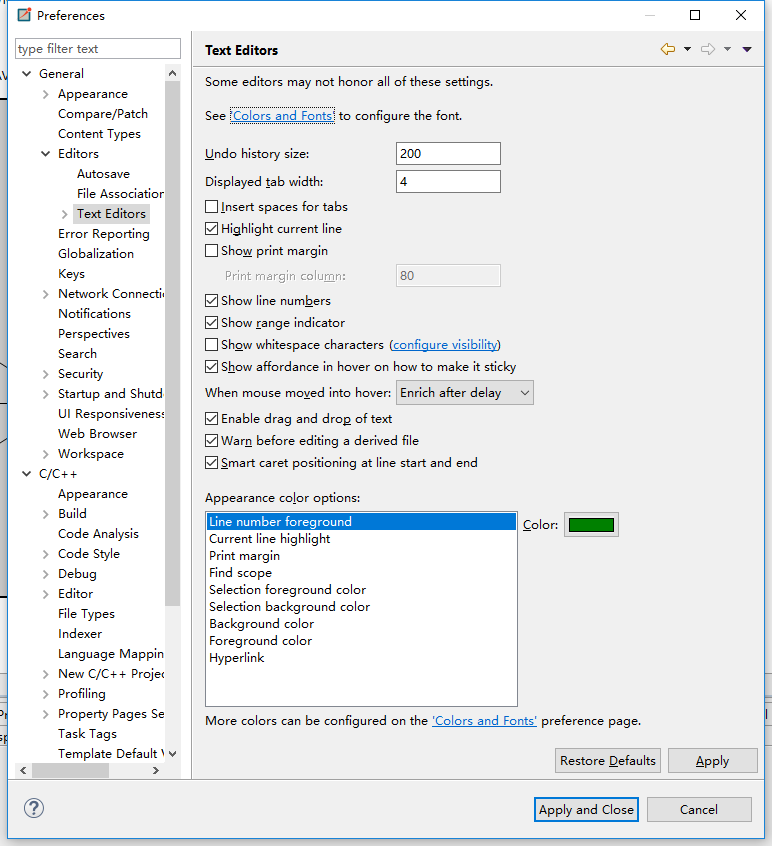 Preferences
type filter text
General
Appearance
Compare/Patch
Content Types
Editors
Autosave
File Association
Text Editors
Error Reporting
Globalization
Keys
Network Connecti
Notifications
Perspectives
Search
Security
Startup and Shutd
UI Responsiveness
Web Browser
Workspace
C/C++
Appearance
Build
Code Analysis
Code Style
Debug
Editor
File Types
Indexer
Language Mappin
New C/C++ Projec
Profiling
Property Pages Se
Task Tags
Template Default V
Text Editors
Some editors may not honor all of these settings.
See 'Colors and Fonts' to configure the font.
Undo history size: 200
Displayed tab width: 4
Insert spaces for tabs
Highlight current line
Show print margin
Print margin column: 80
Show line numbers
Show range indicator
Show whitespace characters (configure visibility)
Show affordance in hover on how to make it sticky
When mouse moved into hover: Enrich after delay
Enable drag and drop of text
Warn before editing a derived file
Smart caret positioning at line start and end
Appearance color options:
Line number foreground
Current line highlight
Print margin
Find scope
Selection foreground color
Selection background color
Background color
Foreground color
Hyperlink
Color:
More colors can be configured on the 'Colors and Fonts' preference page.
Restore Defaults
Apply
?
Apply and Close
Cancel